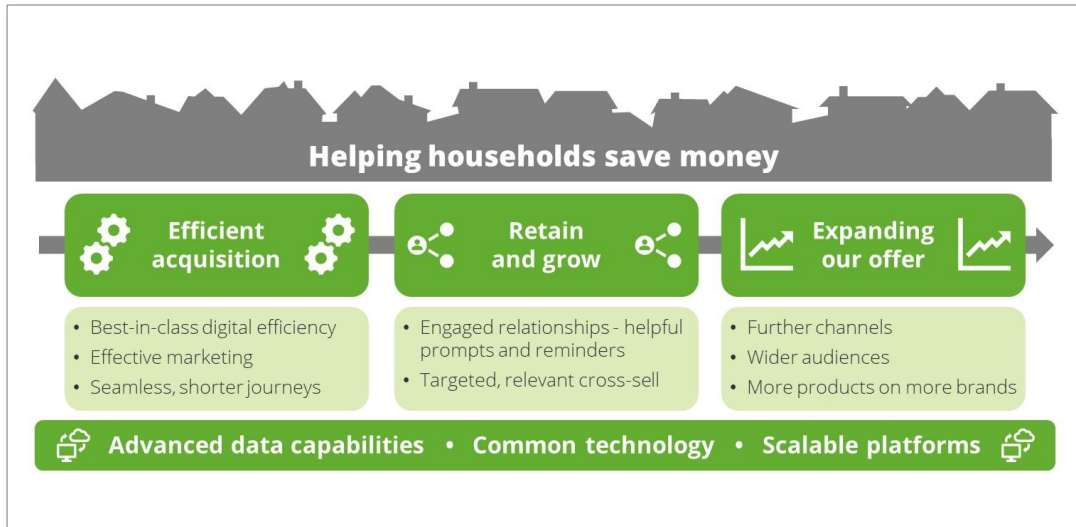 Helping households save money
Efficient
acquisition
Retain
and grow
Expanding
our offer
• Best-in-class digital efficiency
• Effective marketing
• Seamless, shorter journeys
• Engaged relationships - helpful
prompts and reminders
• Targeted, relevant cross-sell
• Further channels
• Wider audiences
• More products on more brands
Advanced data capabilities • Common technology • Scalable platforms